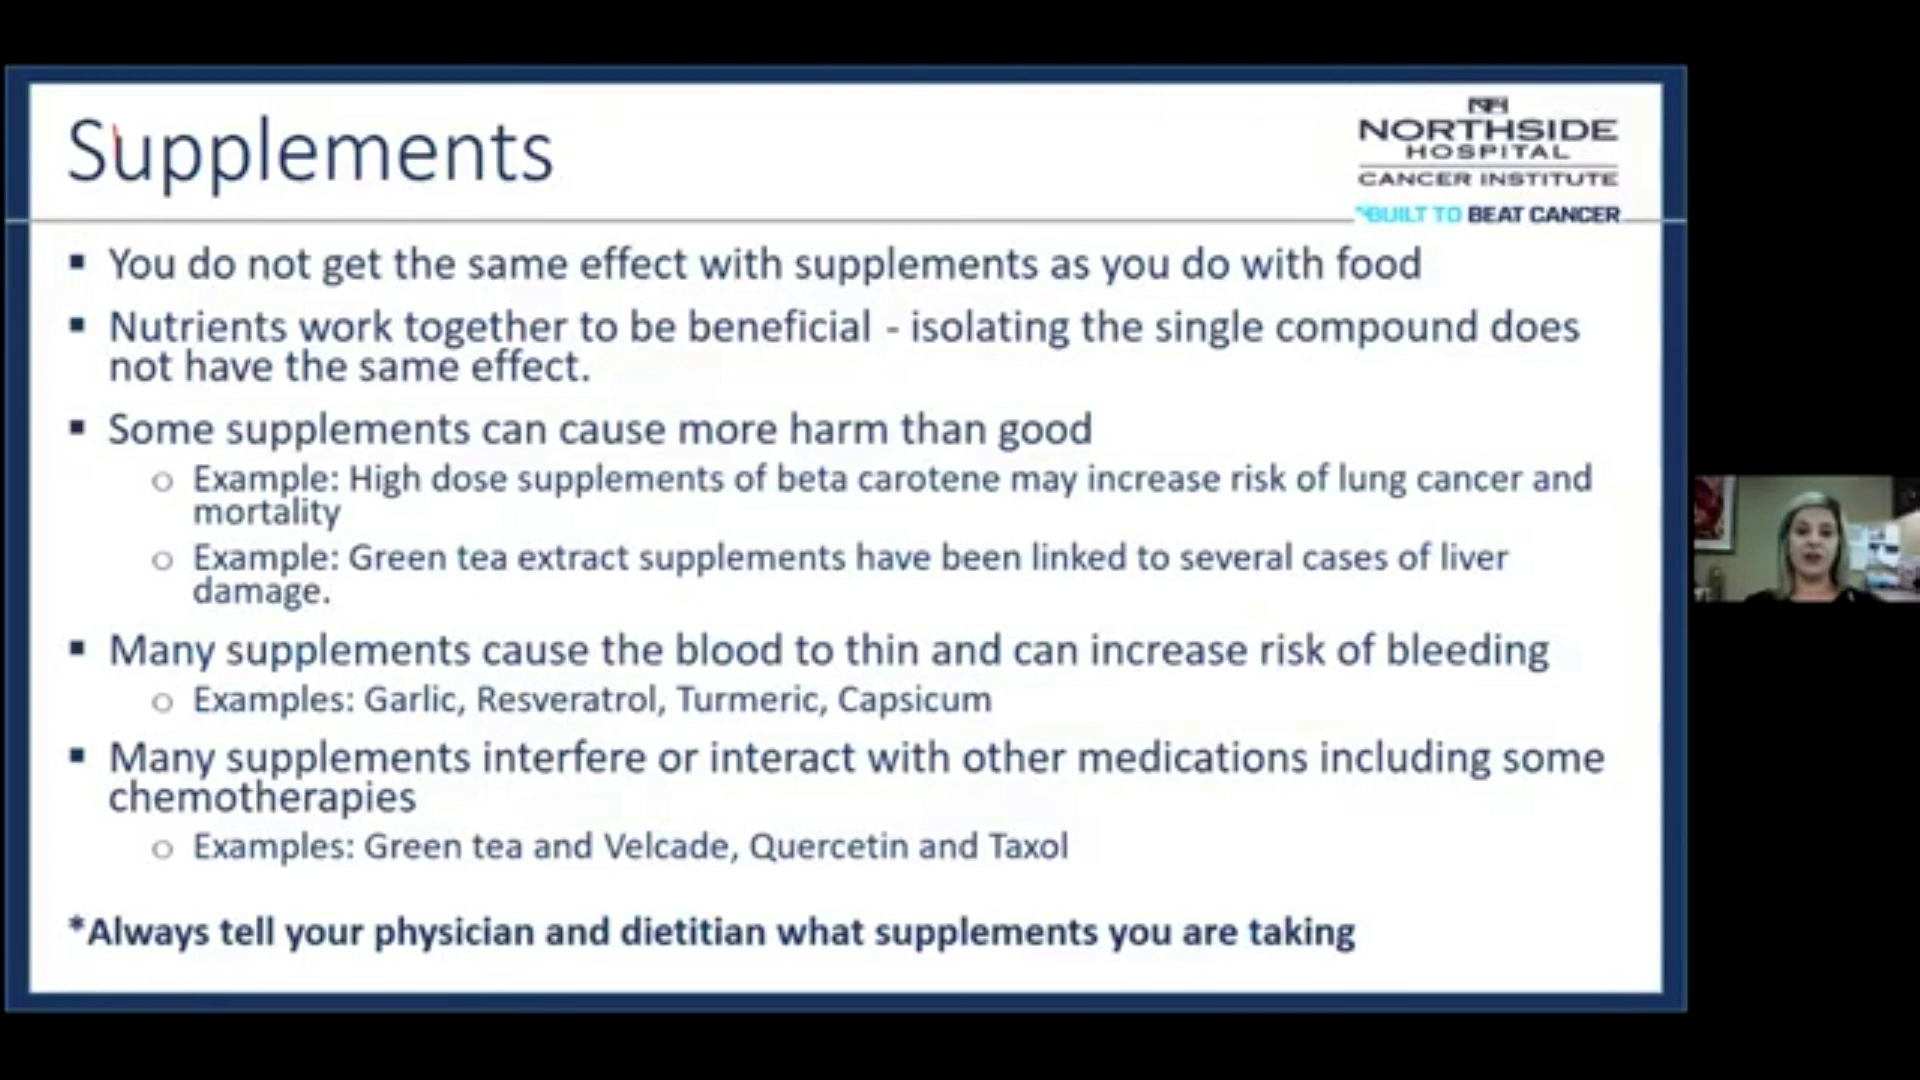 Supplements
NH
NORTHSIDE
HOSPITAL
CANCER INSTITUTE
BUILT TO BEAT CANCER
▪ You do not get the same effect with supplements as you do with food
▪ Nutrients work together to be beneficial - isolating the single compound does
not have the same effect.
▪ Some supplements can cause more harm than good
o Example: High dose supplements of beta carotene may increase risk of lung cancer and
mortality
o Example: Green tea extract supplements have been linked to several cases of liver
damage.
▪ Many supplements cause the blood to thin and can increase risk of bleeding
o Examples: Garlic, Resveratrol, Turmeric, Capsicum
▪ Many supplements interfere or interact with other medications including some
chemotherapies
o Examples: Green tea and Velcade, Quercetin and Taxol
*Always tell your physician and dietitian what supplements you are taking